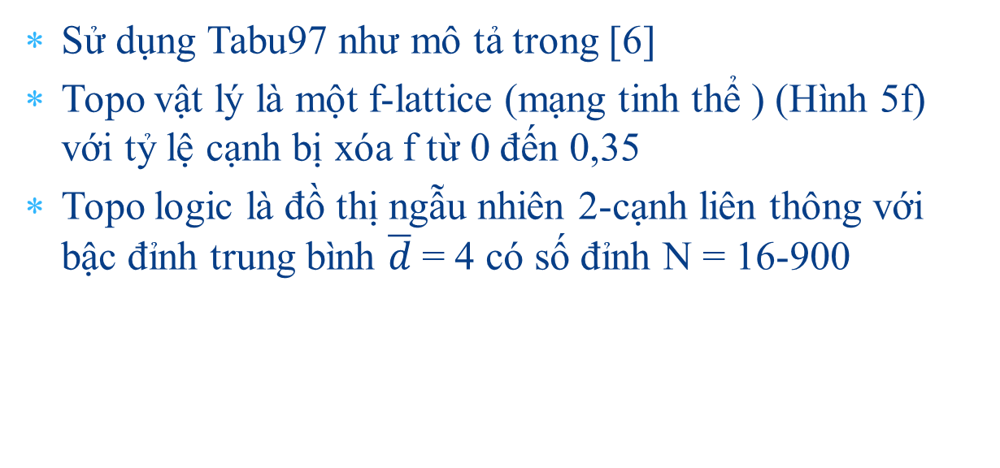 * Sử dụng Tabu97 như mô tả trong [6]
* Topo vật lý là một f-lattice (mạng tinh thể ) (Hình 5f)
với tỷ lệ cạnh bị xóa f từ 0 đến 0,35
* Topo logic là đồ thị ngẫu nhiên 2-cạnh liên thông với
bậc đỉnh trung bình d̅ = 4 có số đỉnh N = 16-900